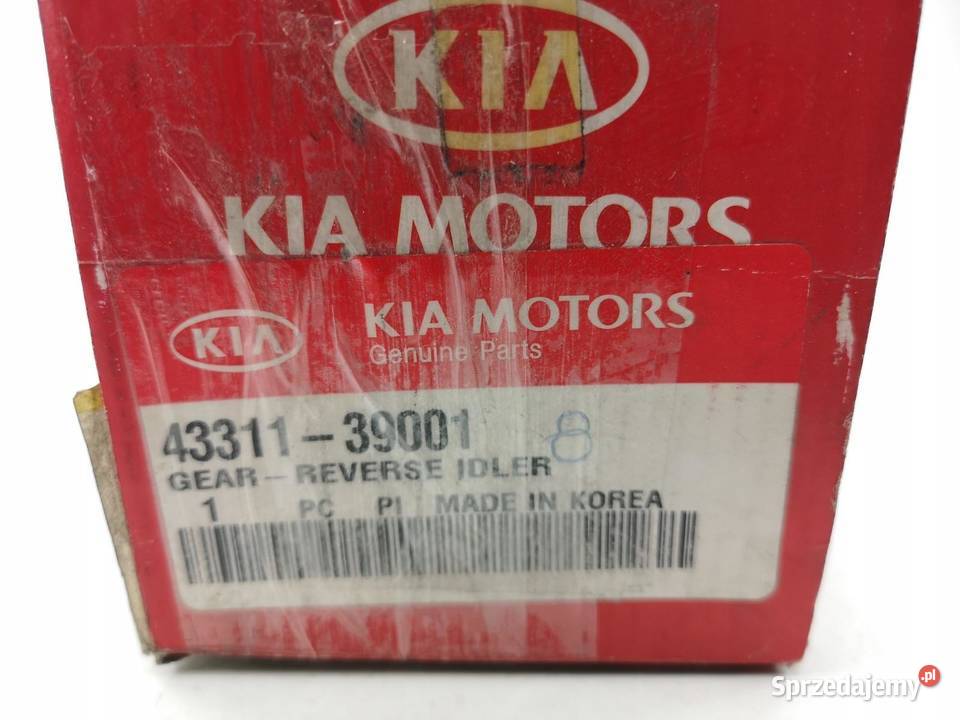 KIA
KIA MOTORS
KIA KIA MOTORS
Genuine Parts
43311-39001 8
GEAR-REVERSE IDLER
1 PC PI MADE IN KOREA
Sprzedajemy.pl